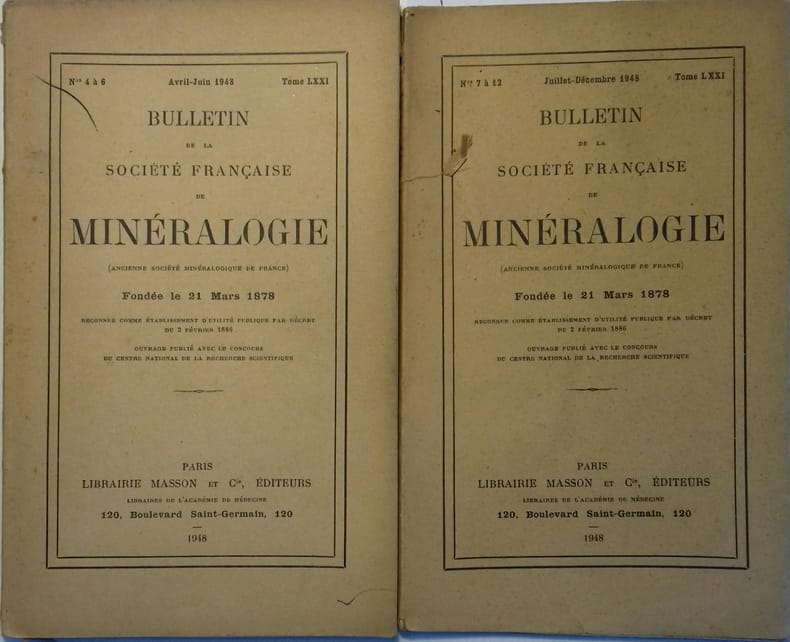 Nos 4 à 6 Avril-Juin 1948 Tome LXXI
BULLETIN
DE LA
SOCIÉTÉ FRANÇAISE
DE
MINÉRALOGIE
(ANCIENNE SOCIÉTÉ MINÉRALOGIQUE DE FRANCE)
Fondée le 21 Mars 1878
RECONNUE COMME ÉTABLISSEMENT D'UTILITÉ PUBLIQUE PAR DÉCRET
DU 2 FÉVRIER 1886
OUVRAGE PUBLIÉ AVEC LE CONCOURS
DU CENTRE NATIONAL DE LA RECHERCHE SCIENTIFIQUE
PARIS
LIBRAIRIE MASSON ET Cie, ÉDITEURS
LIBRAIRES DE L'ACADÉMIE DE MÉDECINE
120, Boulevard Saint-Germain, 120
1948
Nos 7 à 12 Juillet-Décembre 1948 Tome LXXI
BULLETIN
DE LA
SOCIÉTÉ FRANÇAISE
DE
MINÉRALOGIE
(ANCIENNE SOCIÉTÉ MINÉRALOGIQUE DE FRANCE)
Fondée le 21 Mars 1878
RECONNUE COMME ÉTABLISSEMENT D'UTILITÉ PUBLIQUE PAR DÉCRET
DU 2 FÉVRIER 1886
OUVRAGE PUBLIÉ AVEC LE CONCOURS
DU CENTRE NATIONAL DE LA RECHERCHE SCIENTIFIQUE
PARIS
LIBRAIRIE MASSON ET Cie, ÉDITEURS
LIBRAIRES DE L'ACADÉMIE DE MÉDECINE
120, Boulevard Saint-Germain, 120
1948